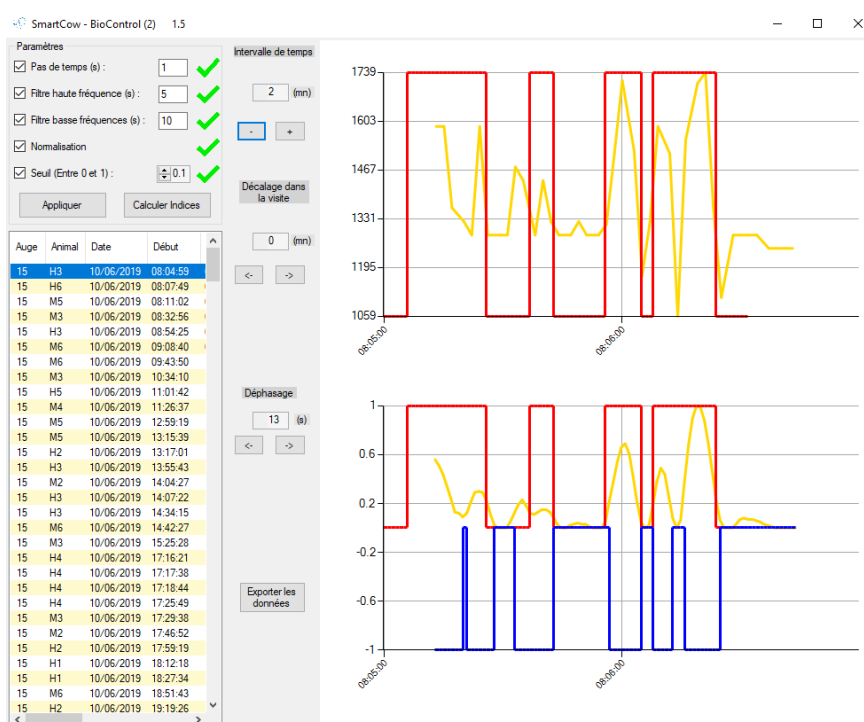 SmartCow - BioControl (2) 1.5
Paramètres
Pas de temps (s) : 1
Filtre haute fréquence (s) : 5
Filtre basse fréquences (s) : 10
Normalisation
Seuil (Entre 0 et 1) : 0.1
Appliquer Calculer Indices
Intervalle de temps
2 (mn)
- +
Décalage dans
la visite
0 (mn)
<- ->
Déphasage
13 (s)
<- ->
Exporter les
données
Auge Animal Date Début
15 H3 10/06/2019 08:04:59
15 H6 10/06/2019 08:07:49
15 M5 10/06/2019 08:11:02
15 M3 10/06/2019 08:32:56
15 H3 10/06/2019 08:54:25
15 M6 10/06/2019 09:08:40
15 M6 10/06/2019 09:43:50
15 M3 10/06/2019 10:34:10
15 H5 10/06/2019 11:01:42
15 M4 10/06/2019 11:26:37
15 M5 10/06/2019 12:59:19
15 M5 10/06/2019 13:15:39
15 H2 10/06/2019 13:17:01
15 H3 10/06/2019 13:55:43
15 M2 10/06/2019 14:04:27
15 H3 10/06/2019 14:07:22
15 H3 10/06/2019 14:34:15
15 M6 10/06/2019 14:42:27
15 M3 10/06/2019 15:25:28
15 H4 10/06/2019 17:16:21
15 H4 10/06/2019 17:17:38
15 H4 10/06/2019 17:18:44
15 H4 10/06/2019 17:25:49
15 M3 10/06/2019 17:29:38
15 M2 10/06/2019 17:46:52
15 H2 10/06/2019 17:59:19
15 H1 10/06/2019 18:12:18
15 H1 10/06/2019 18:27:34
15 M6 10/06/2019 18:51:43
15 H2 10/06/2019 19:19:26
1739
1603
1467
1331
1195
1059
08:05:00 08:06:00
1
0.6
0.2
-0.2
-0.6
-1
08:05:00 08:06:00